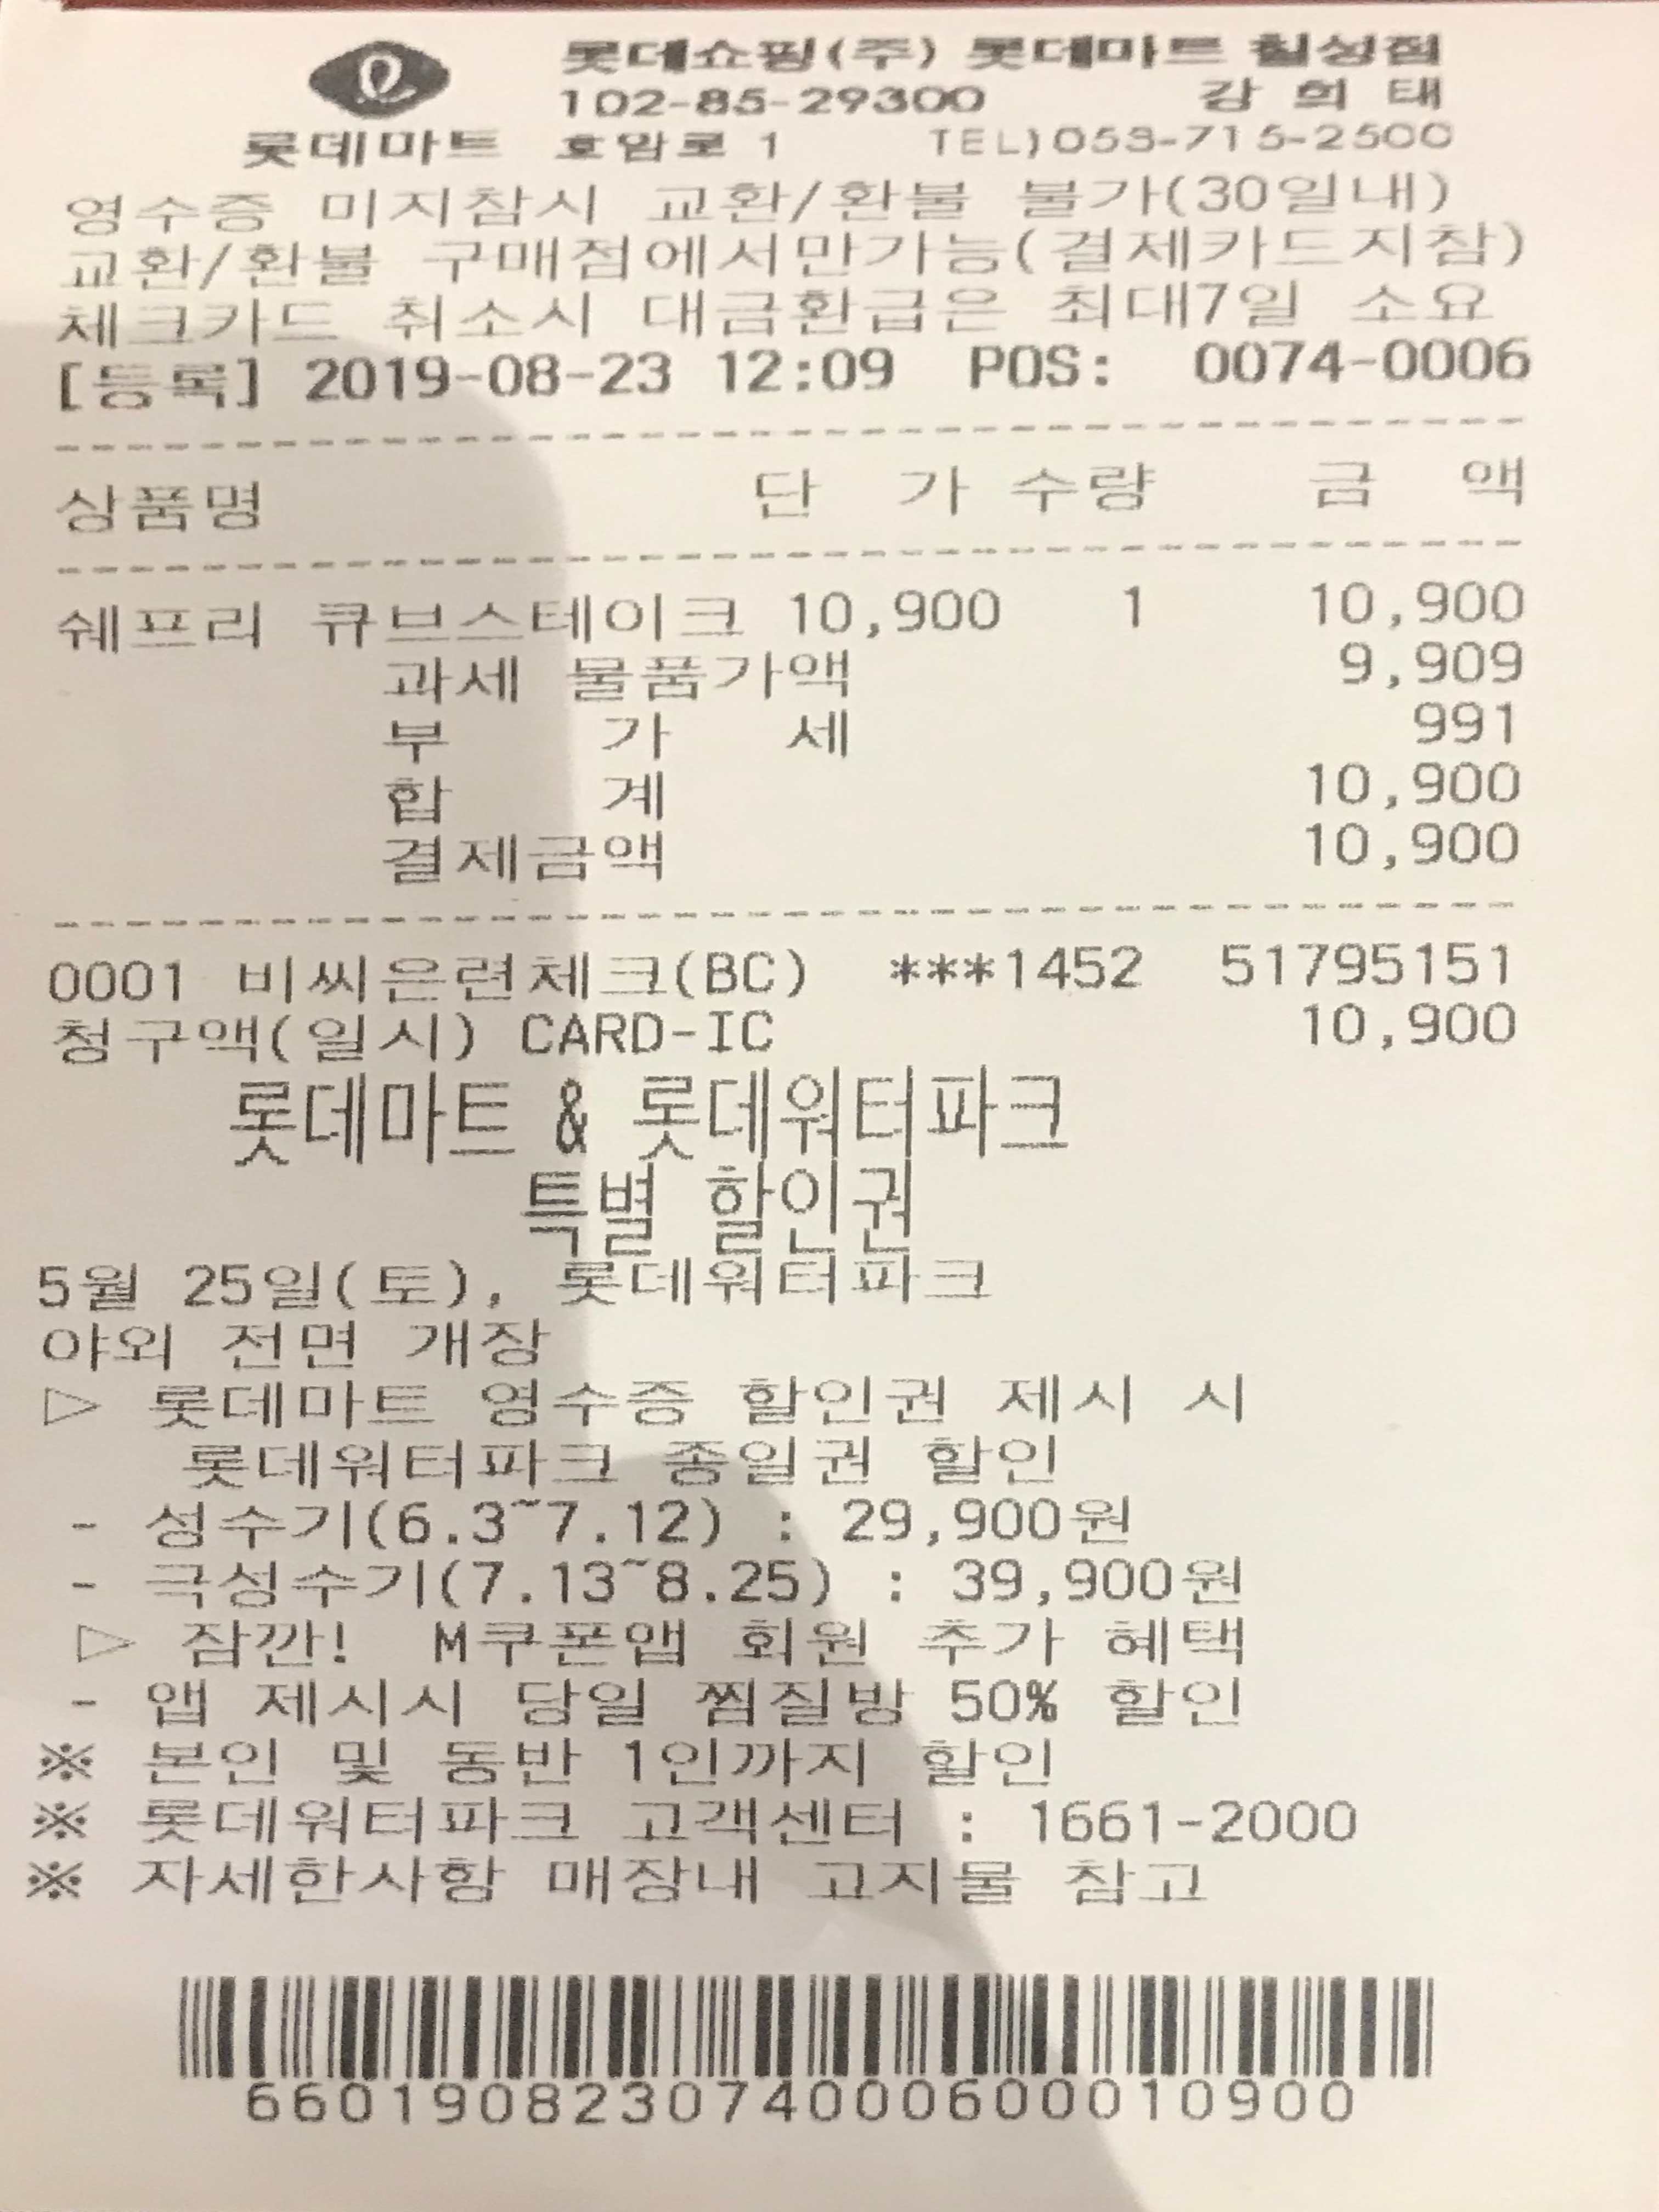 롯데쇼핑(주) 롯데마트 칠성점
102-85-29300 강 희 태
롯데마트 호암로 1 TEL)053-715-2500
영수증 미지참시 교환/환불 불가(30일내)
교환/환불 구매점에서만가능(결제카드지참)
체크카드 취소시 대금환급은 최대7일 소요
[등록] 2019-08-23 12:09 POS: 0074-0006
상품명 단 가 수량 금 액
쉐프리 큐브스테이크 10,900 1 10,900
과세 물품가액 9,909
부 가 세 991
합 계 10,900
결제금액 10,900
0001 비씨은련체크(BC) ***1452 51795151
청구액(일시) CARD-IC 10,900
롯데마트 & 롯데워터파크
특별 할인권
5월 25일(토), 롯데워터파크
야외 전면 개장
▷ 롯데마트 영수증 할인권 제시 시
롯데워터파크 종일권 할인
- 성수기(6.3~7.12) : 29,900원
- 극성수기(7.13~8.25) : 39,900원
▷ 잠깐! M쿠폰앱 회원 추가 혜택
- 앱 제시시 당일 찜질방 50% 할인
※ 본인 및 동반 1인까지 할인
※ 롯데워터파크 고객센터 : 1661-2000
※ 자세한사항 매장내 고지물 참고
660190823074000600010900